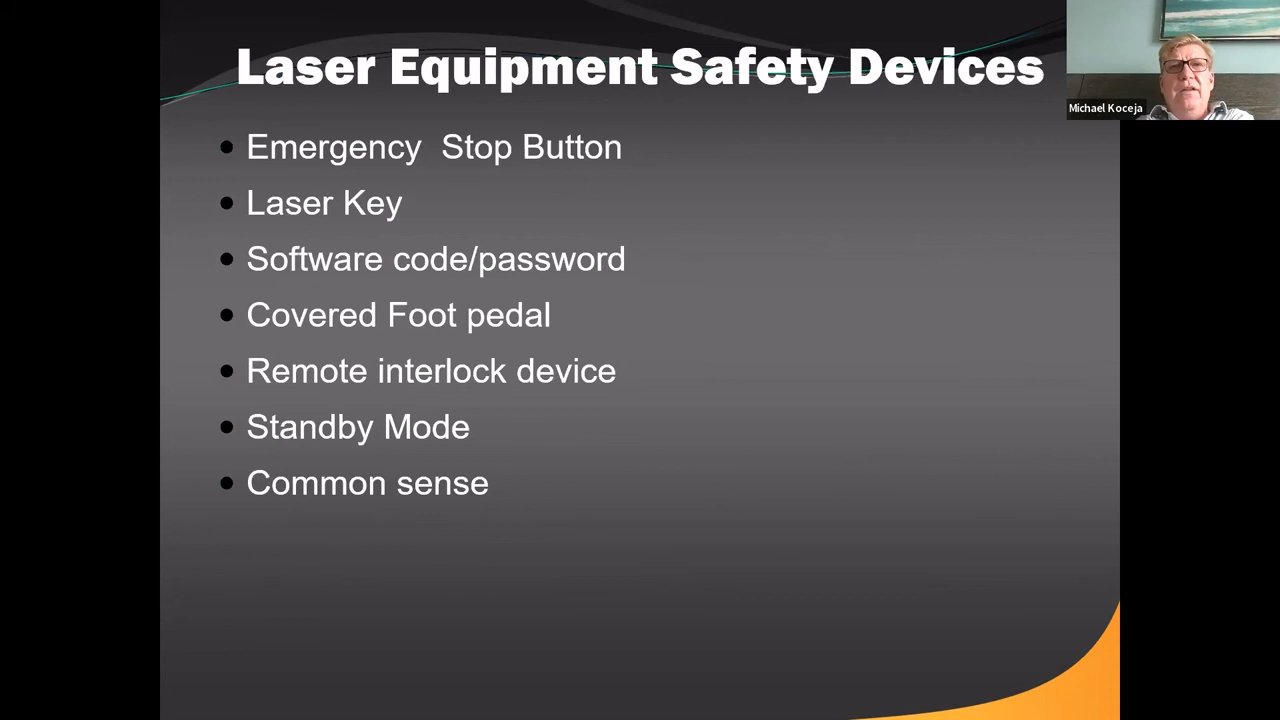 Laser Equipment Safety Devices
Michael Koceja
Emergency  Stop Button
Laser Key
Software code/password
Covered Foot pedal
Remote interlock device
Standby Mode
Common sense